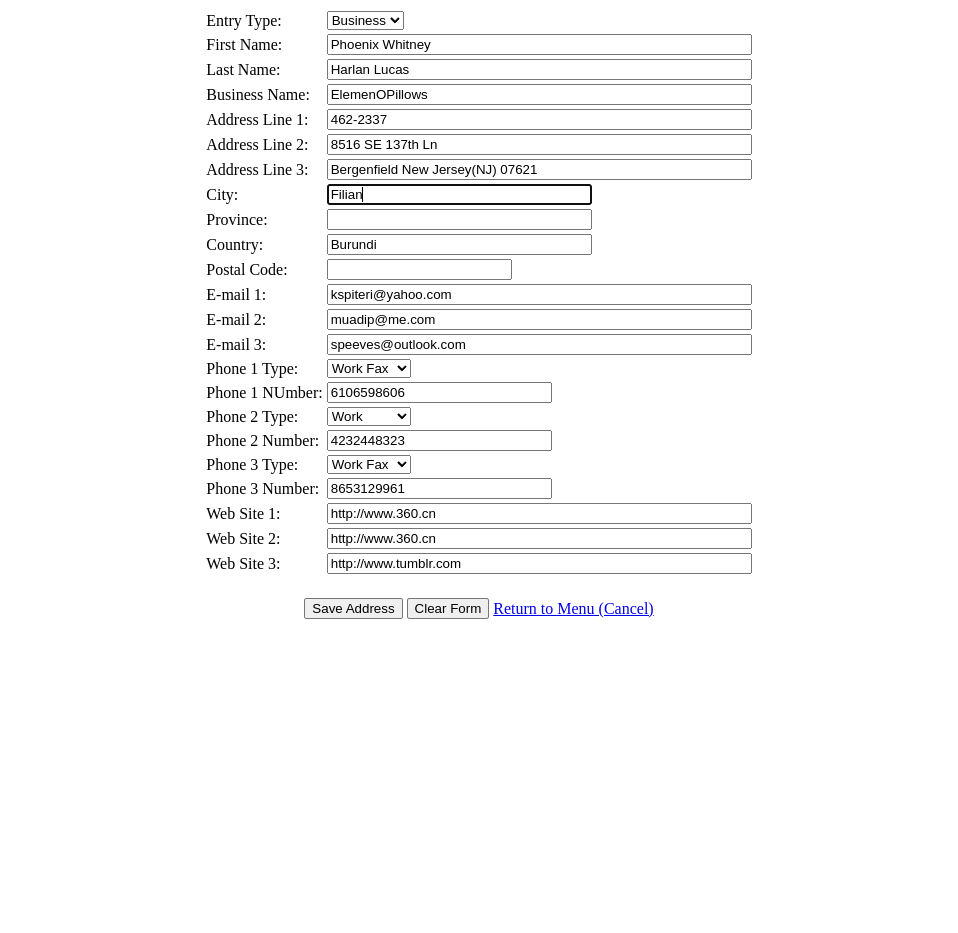 Entry Type: Business
First Name: Phoenix Whitney
Last Name: Harlan Lucas
Business Name: ElemenOPillows
Address Line 1: 462-2337
Address Line 2: 8516 SE 137th Ln
Address Line 3: Bergenfield New Jersey(NJ) 07621
City: Filian
Province:
Country: Burundi
Postal Code:
E-mail 1: kspiteri@yahoo.com
E-mail 2: muadip@me.com
E-mail 3: speeves@outlook.com
Phone 1 Type: Work Fax
Phone 1 NUmber: 6106598606
Phone 2 Type: Work
Phone 2 Number: 4232448323
Phone 3 Type: Work Fax
Phone 3 Number: 8653129961
Web Site 1: http://www.360.cn
Web Site 2: http://www.360.cn
Web Site 3: http://www.tumblr.com
Save Address Clear Form Return to Menu (Cancel)